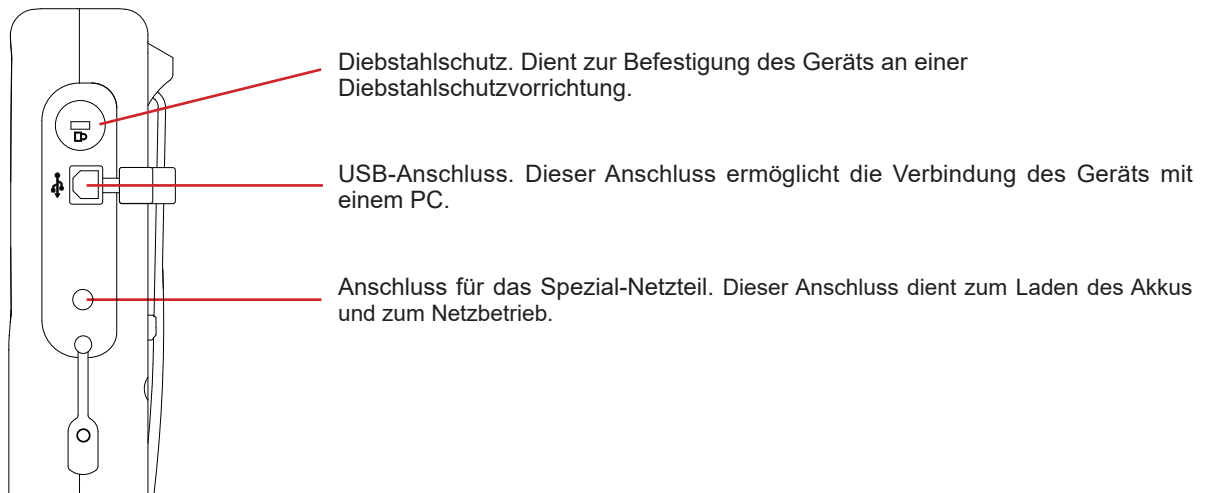 Diebstahlschutz. Dient zur Befestigung des Geräts an einer
Diebstahlschutzvorrichtung.
USB-Anschluss. Dieser Anschluss ermöglicht die Verbindung des Geräts mit
einem PC.
Anschluss für das Spezial-Netzteil. Dieser Anschluss dient zum Laden des Akkus
und zum Netzbetrieb.